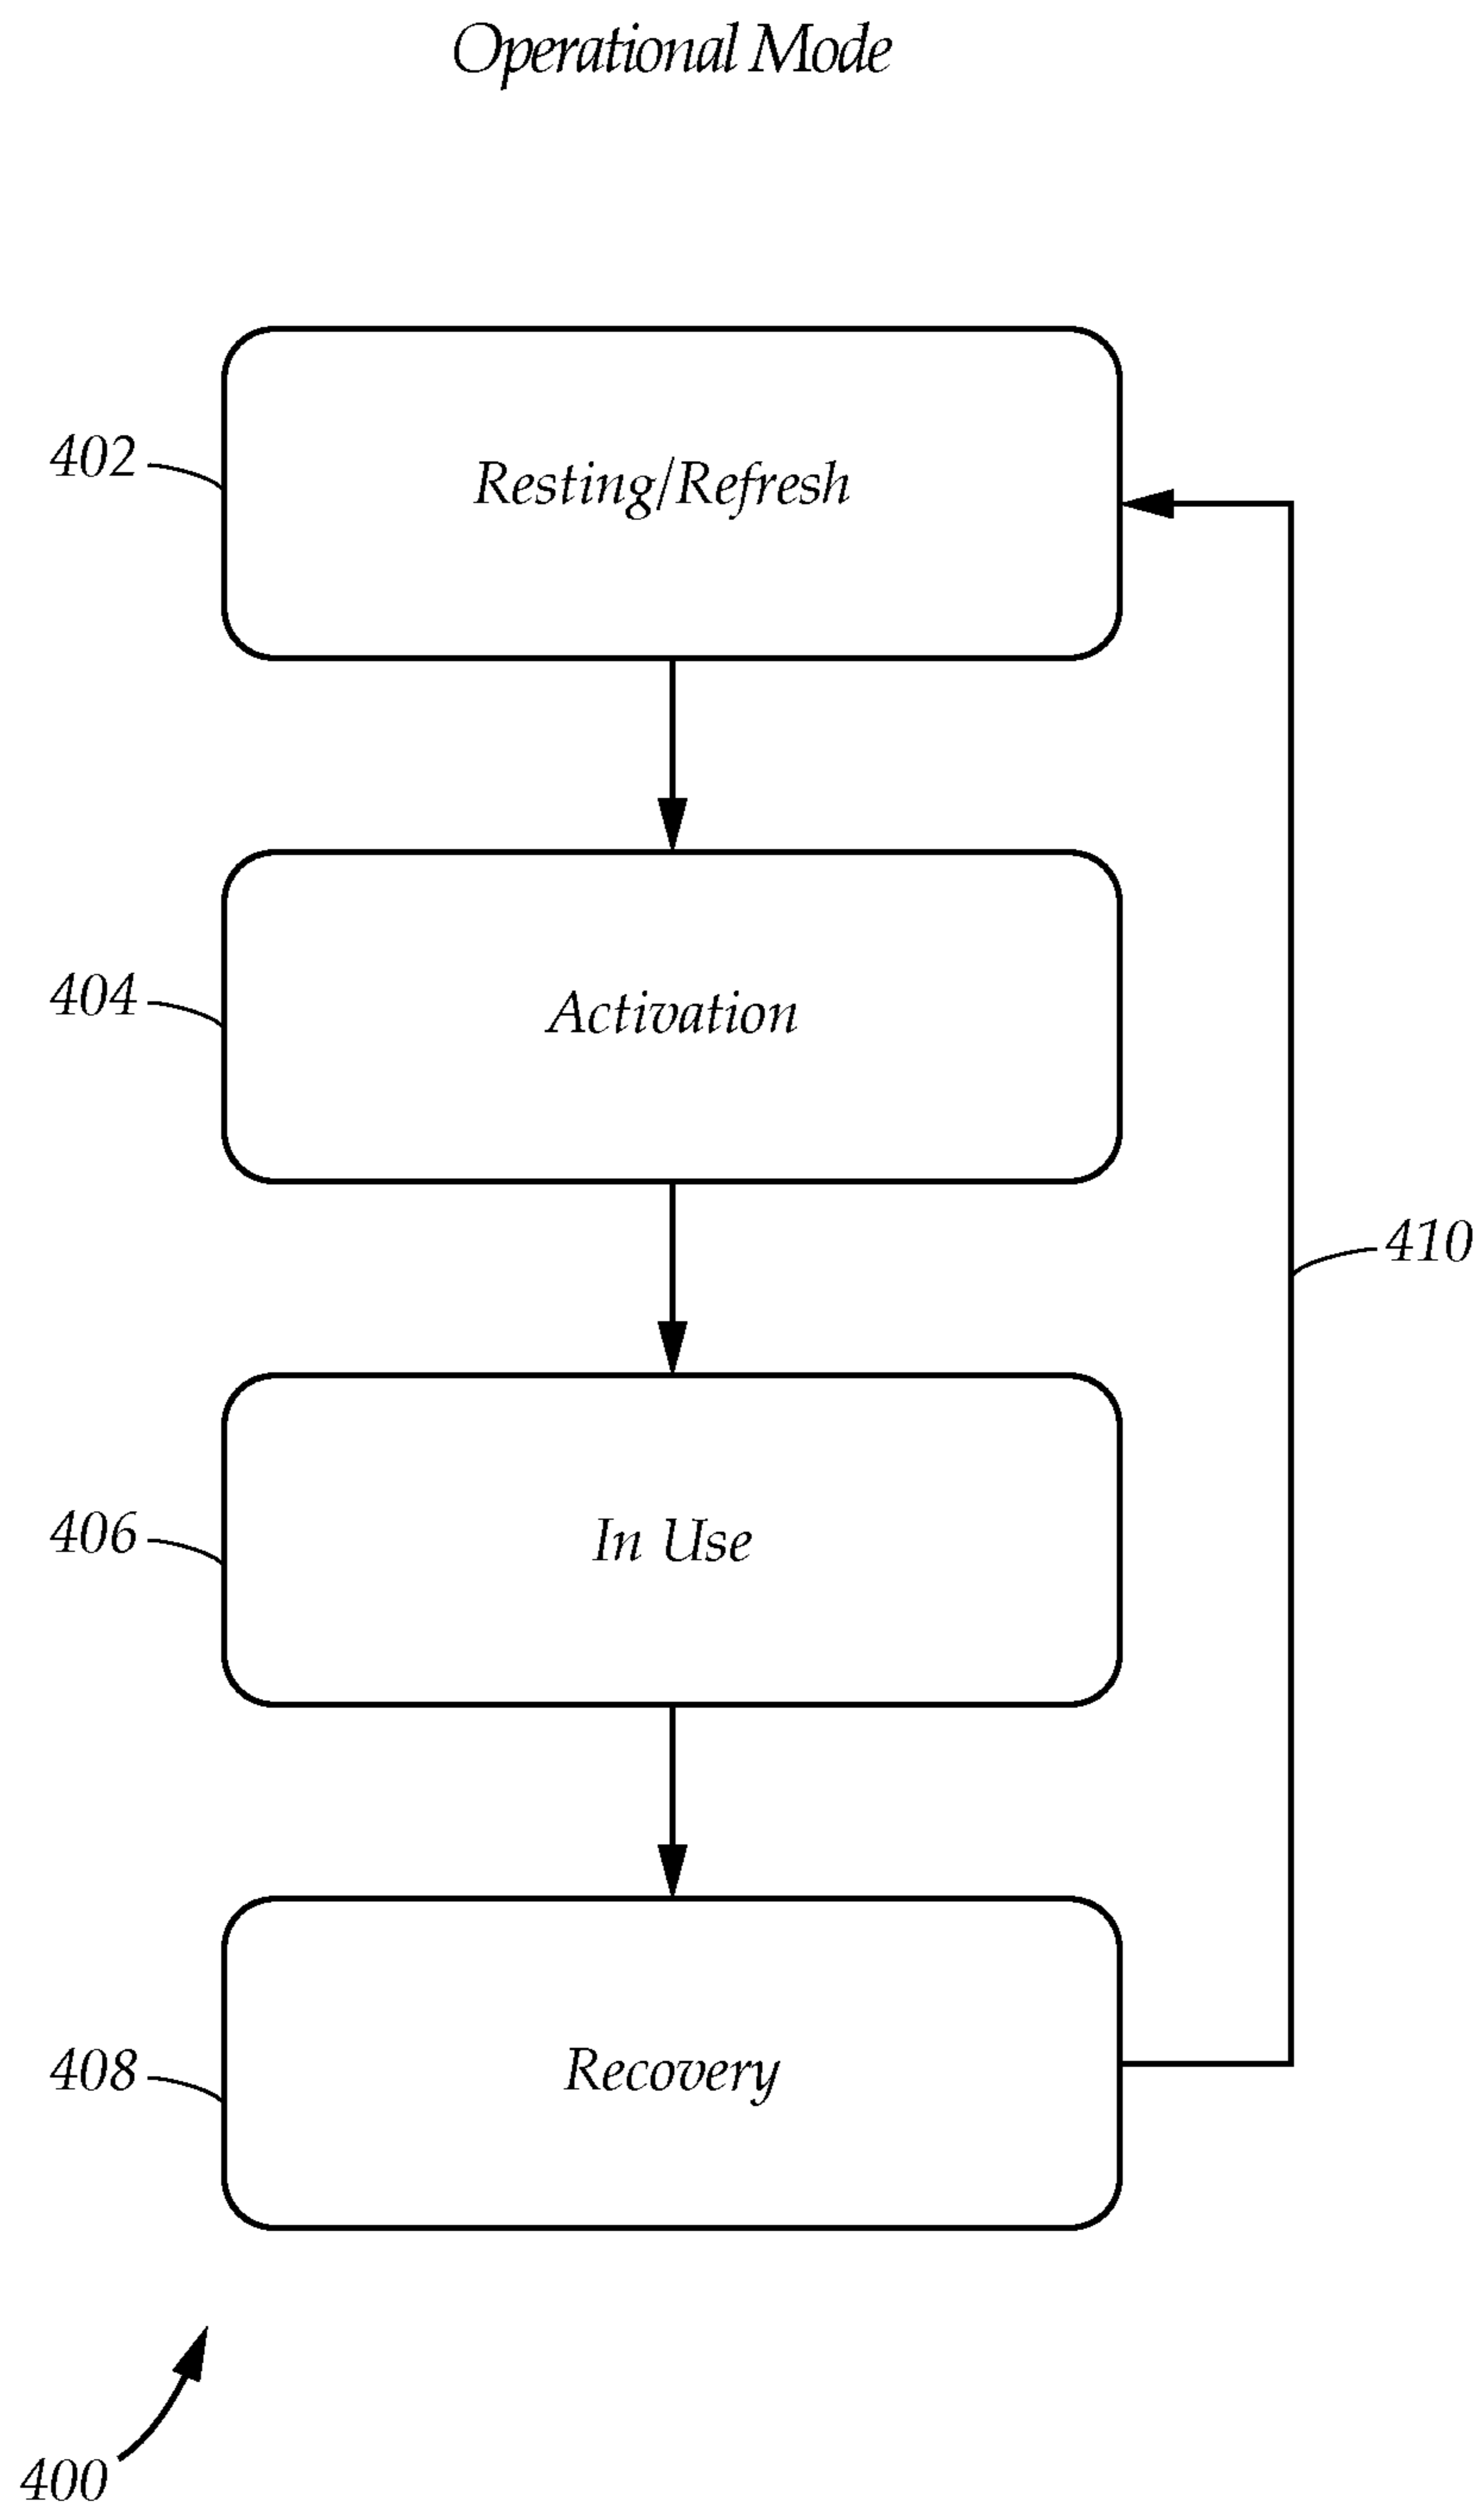 Operational Mode
402
Resting/Refresh
404
Activation
410
406
In Use
408
Recovery
400